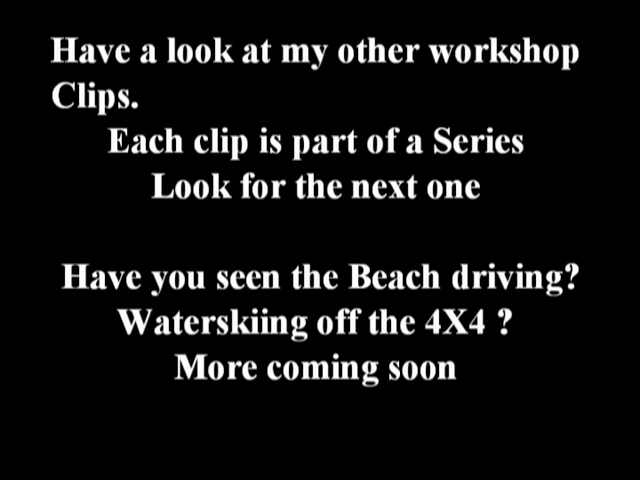 Have a look at my other workshop
Clips.
Each clip is part of a Series
Look for the next one
Have you seen the Beach driving?
Waterskiing off the 4X4 ?
More coming soon